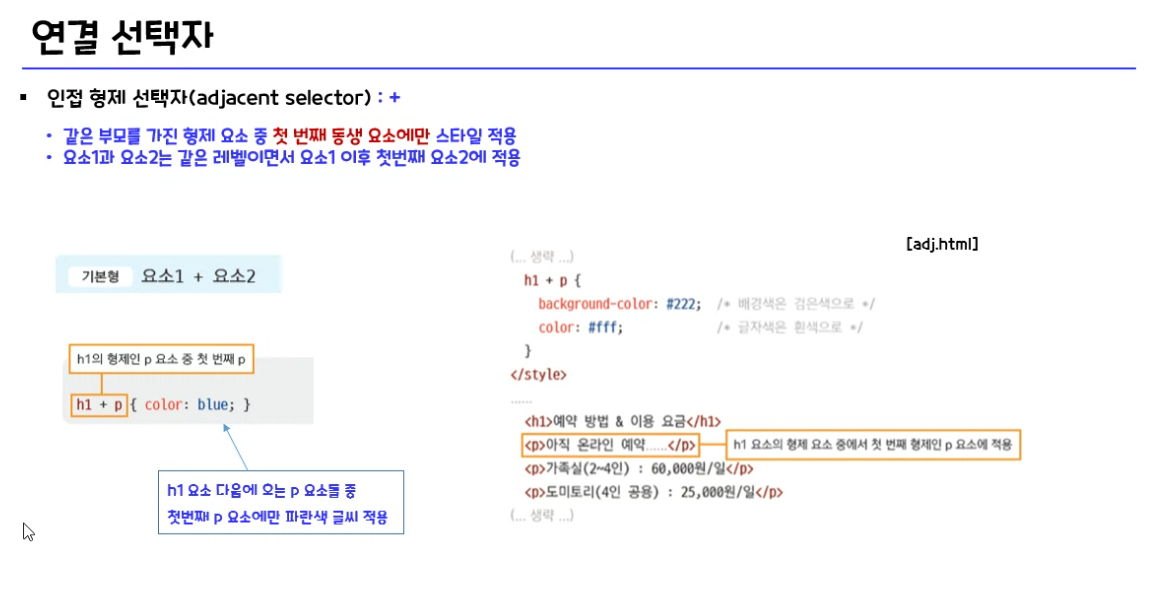 연결 선택자
▪ 인접 형제 선택자(adjacent selector) : +
• 같은 부모를 가진 형제 요소 중 첫 번째 동생 요소에만 스타일 적용
• 요소1과 요소2는 같은 레벨이면서 요소1 이후 첫번째 요소2에 적용
기본형 요소1 + 요소2
h1의 형제인 p 요소 중 첫 번째 p
h1 + p { color: blue; }
h1 요소 다음에 오는 p 요소들 중
첫번째 p 요소에만 파란색 글씨 적용
[adj.html]
(... 생략 ...)
h1 + p {
background-color: #222; /* 배경색은 검은색으로 */
color: #fff; /* 글자색은 흰색으로 */
}
</style>
......
<h1>예약 방법 & 이용 요금</h1>
<p>아직 온라인 예약......</p> h1 요소의 형제 요소 중에서 첫 번째 형제인 p 요소에 적용
<p>가족실(2~4인) : 60,000원/일</p>
<p>도미토리(4인 공용) : 25,000원/일</p>
(... 생략 ...)